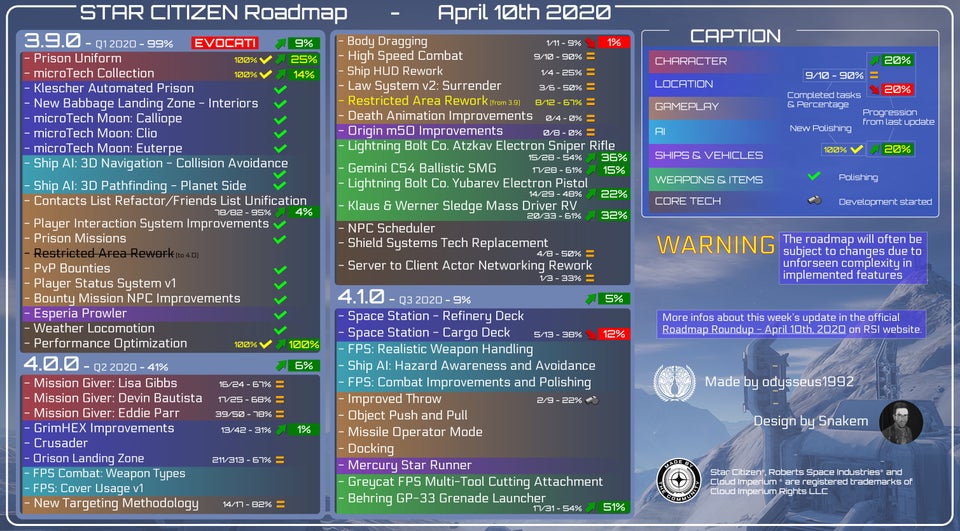 STAR CITIZEN Roadmap - April 10th 2020
3.9.0 - Q1 2020 - 99% EVOCATI 9%
- Prison Uniform 100% 25%
- microTech Collection 100% 14%
- Klescher Automated Prison
- New Babbage Landing Zone - Interiors
- microTech Moon: Calliope
- microTech Moon: Clio
- microTech Moon: Euterpe
- Ship AI: 3D Navigation - Collision Avoidance
- Ship AI: 3D Pathfinding - Planet Side
- Contacts List Refactor/Friends List Unification
78/82 - 95% 4%
- Player Interaction System Improvements
- Prison Missions
- Restricted Area Rework [to 4.0]
- PvP Bounties
- Player Status System v1
- Bounty Mission NPC Improvements
- Esperia Prowler
- Weather Locomotion
- Performance Optimization 100% 100%
4.0.0 - Q2 2020 - 41% 6%
- Mission Giver: Lisa Gibbs 16/24 - 67%
- Mission Giver: Devin Bautista 17/25 - 68%
- Mission Giver: Eddie Parr 39/50 - 78%
- GrimHEX Improvements 13/42 - 31% 1%
- Crusader
- Orison Landing Zone 211/313 - 67%
- FPS Combat: Weapon Types
- FPS: Cover Usage v1
- New Targeting Methodology 14/17 - 82%
- Body Dragging 1/11 - 9% 1%
- High Speed Combat 9/10 - 90%
- Ship HUD Rework 1/4 - 25%
- Law System v2: Surrender 3/6 - 50%
- Restricted Area Rework [from 3.9] 8/12 - 67%
- Death Animation Improvements 0/4 - 0%
- Origin m50 Improvements 0/8 - 0%
- Lightning Bolt Co. Atzkav Electron Sniper Rifle
15/28 - 54% 36%
- Gemini C54 Ballistic SMG 17/28 - 61% 15%
- Lightning Bolt Co. Yubarev Electron Pistol
14/29 - 48% 22%
- Klaus & Werner Sledge Mass Driver RV
20/33 - 61% 32%
- NPC Scheduler
- Shield Systems Tech Replacement
4/8 - 50%
- Server to Client Actor Networking Rework
1/3 - 33%
4.1.0 - Q3 2020 - 9% 5%
- Space Station - Refinery Deck
- Space Station - Cargo Deck 5/13 - 38% 12%
- FPS: Realistic Weapon Handling
- Ship AI: Hazard Awareness and Avoidance
- FPS: Combat Improvements and Polishing
- Improved Throw 2/9 - 22%
- Object Push and Pull
- Missile Operator Mode
- Docking
- Mercury Star Runner
- Greycat FPS Multi-Tool Cutting Attachment
- Behring GP-33 Grenade Launcher
17/31 - 54% 51%
CAPTION
CHARACTER
LOCATION
GAMEPLAY
AI
SHIPS & VEHICLES
WEAPONS & ITEMS
CORE TECH
20%
9/10 - 90%
20%
Completed tasks
& Percentage
Progression
from last update
New Polishing
100% 20%
Polishing
Development started
WARNING
The roadmap will often be
subject to changes due to
unforseen complexity in
implemented features
More infos about this week's update in the official
Roadmap Roundup - April 10th, 2020 on RSI website.
Made by odysseus1992
Design by Snakem
MADE BY
THE COMMUNITY
Star Citizen®, Roberts Space Industries® and
Cloud Imperium ® are registered trademarks of
Cloud Imperium Rights LLC